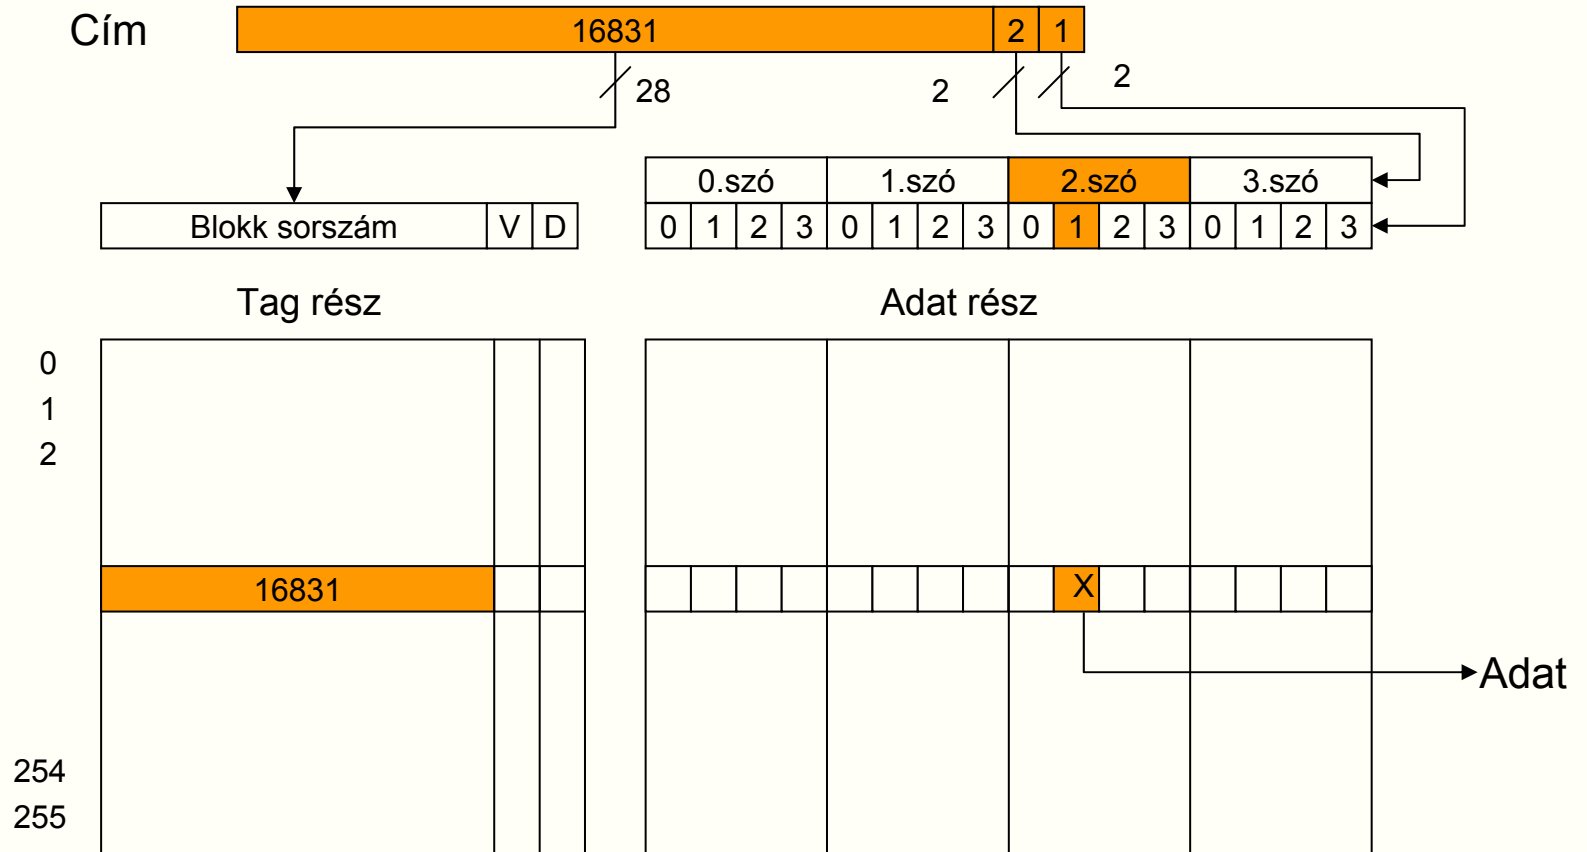 Cím 16831 2 1
28 2 2
0.szó 1.szó 2.szó 3.szó
Blokk sorszám V D 0 1 2 3 0 1 2 3 0 1 2 3 0 1 2 3
Tag rész Adat rész
0
1
2
16831 X
Adat
254
255